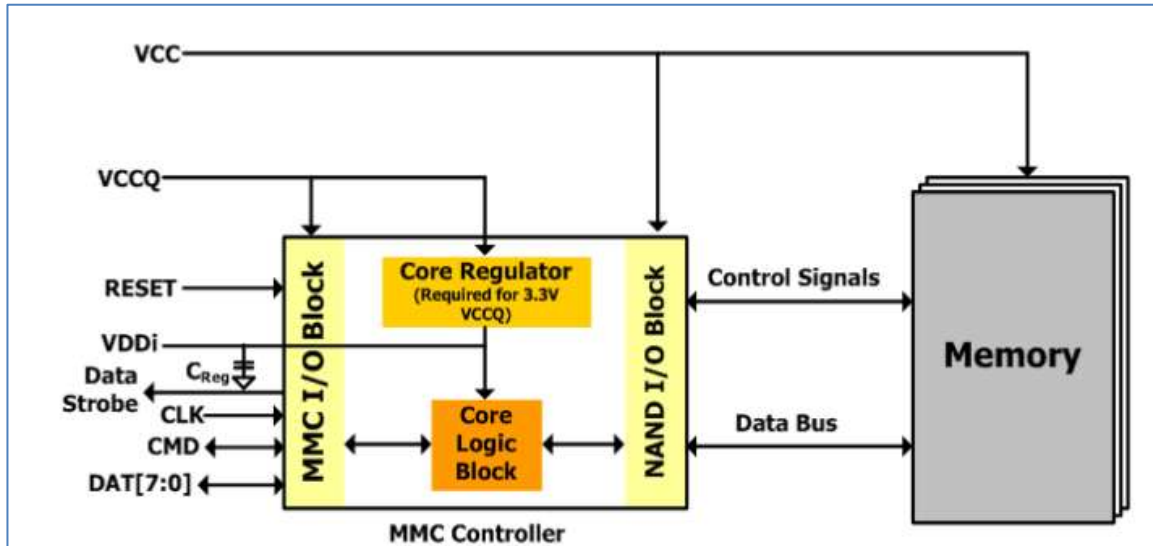 VCC
VCCQ
Core Regulator
(Required for 3.3V
VCCQ)
RESET
VDDi
CReg
Data
Strobe
CLK
CMD
DAT[7:0]
MMC I/O Block
Core
Logic
Block
NAND I/O Block
Control Signals
Data Bus
Memory
MMC Controller